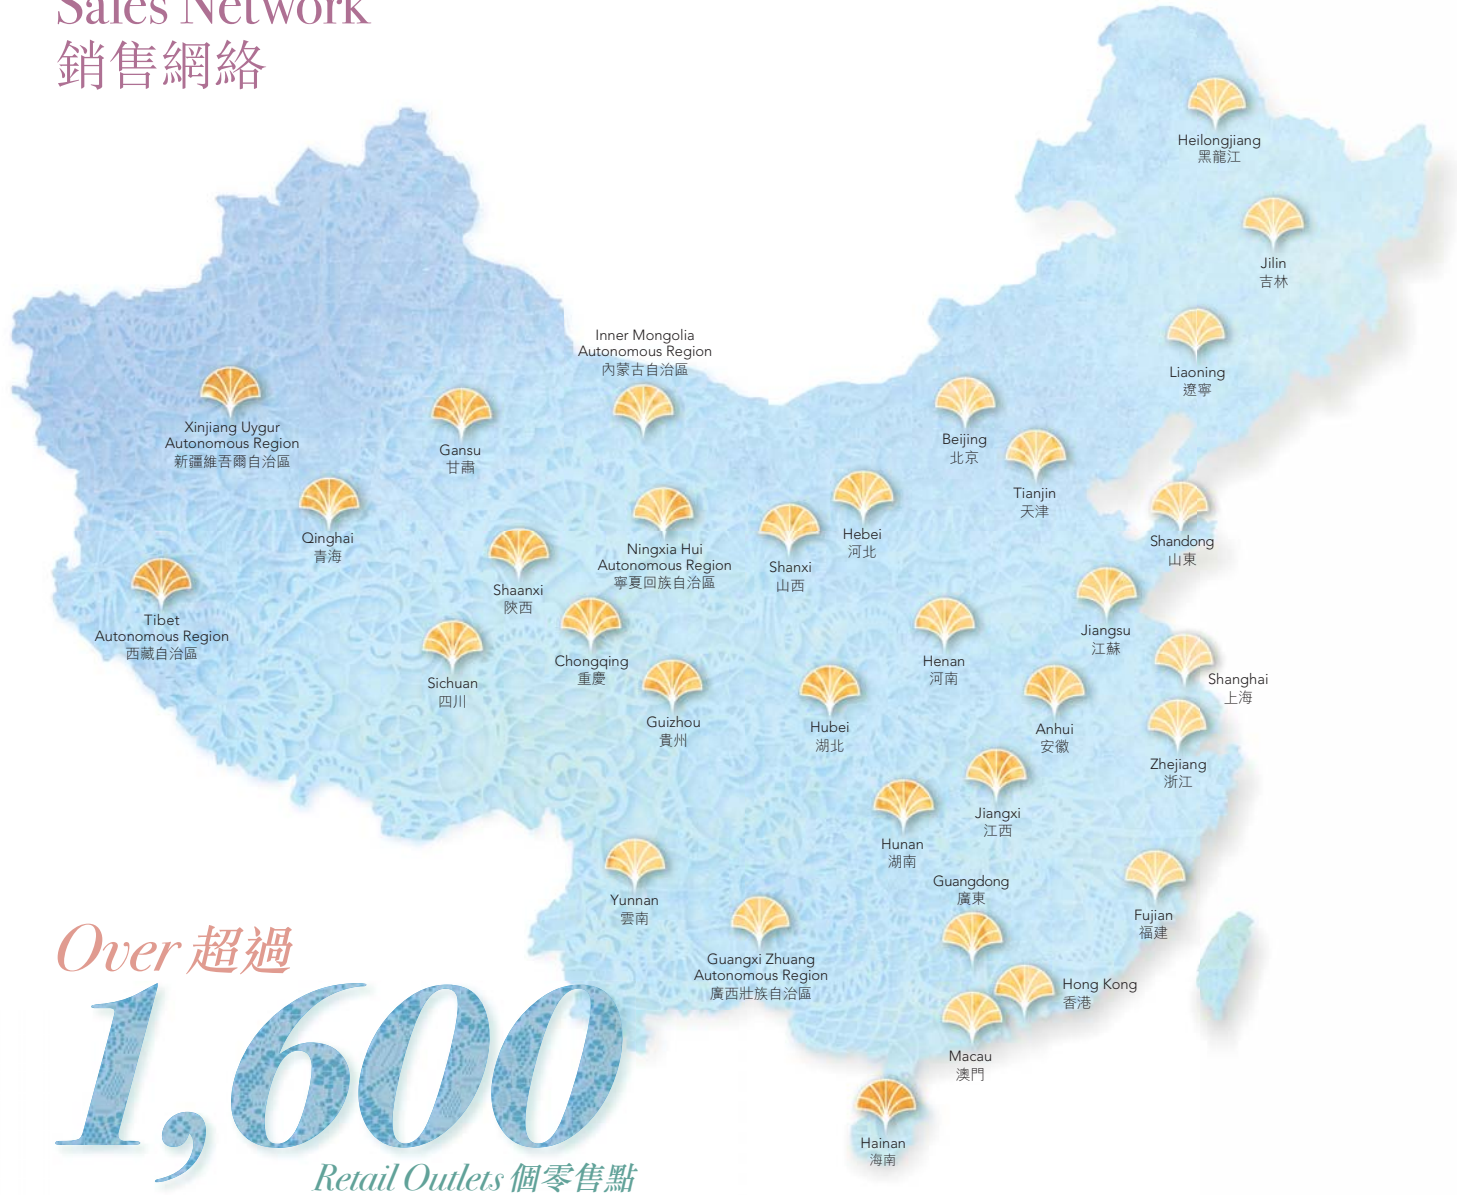 Sales Network
銷售網絡
Heilongjiang
黑龍江
Jilin
吉林
Liaoning
遼寧
Inner Mongolia
Autonomous Region
內蒙古自治區
Xinjiang Uygur
Autonomous Region
新疆維吾爾自治區
Gansu
甘肅
Beijing
北京
Tianjin
天津
Qinghai
青海
Shaanxi
陝西
Ningxia Hui
Autonomous Region
寧夏回族自治區
Shanxi
山西
Hebei
河北
Shandong
山東
Tibet
Autonomous Region
西藏自治區
Sichuan
四川
Chongqing
重慶
Guizhou
貴州
Hubei
湖北
Henan
河南
Jiangsu
江蘇
Shanghai
上海
Anhui
安徽
Zhejiang
浙江
Jiangxi
江西
Hunan
湖南
Guangdong
廣東
Yunnan
雲南
Guangxi Zhuang
Autonomous Region
廣西壯族自治區
Fujian
福建
Hong Kong
香港
Macau
澳門
Hainan
海南
Over 超過
1,600
Retail Outlets 個零售點